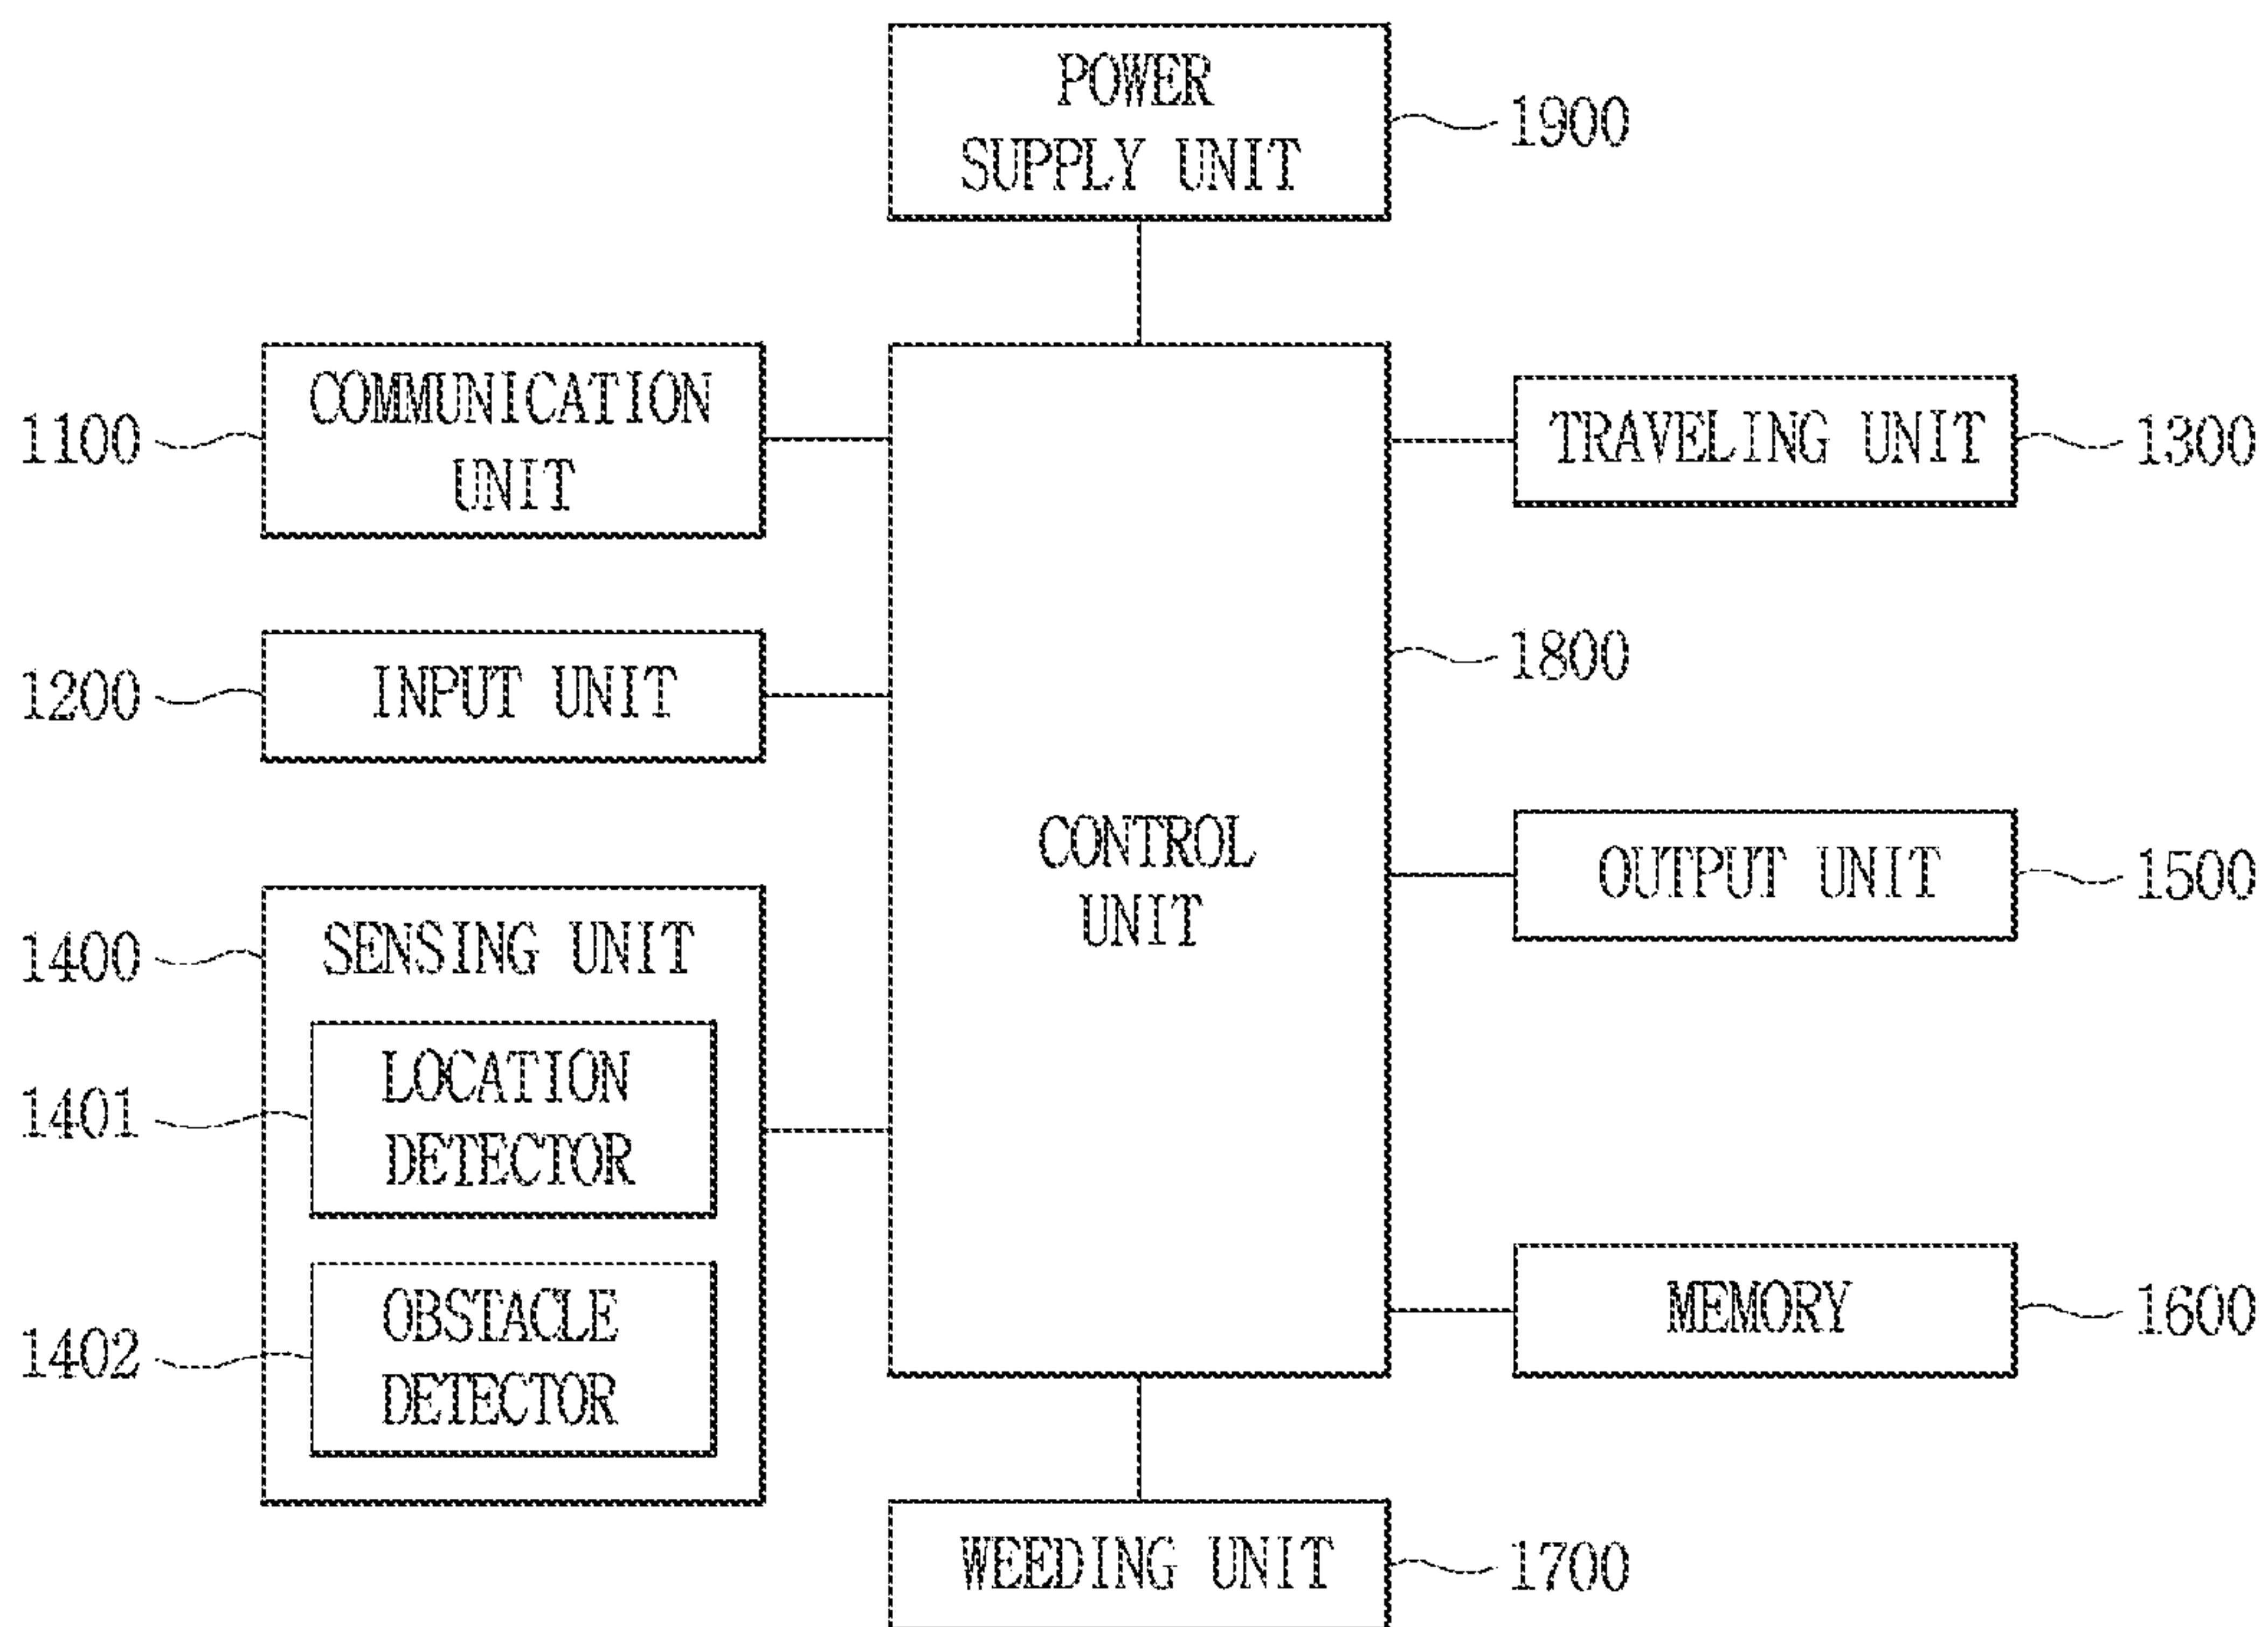 POWER
SUPPLY UNIT
1900
COMMUNICATION
UNIT
1100
TRAVELING UNIT
1300
INPUT UNIT
1200
1800
CONTROL
UNIT
OUTPUT UNIT
1500
SENSING UNIT
1400
LOCATION
DETECTOR
1401
OBSTACLE
DETECTOR
1402
MEMORY
1600
WEEDING UNIT
1700